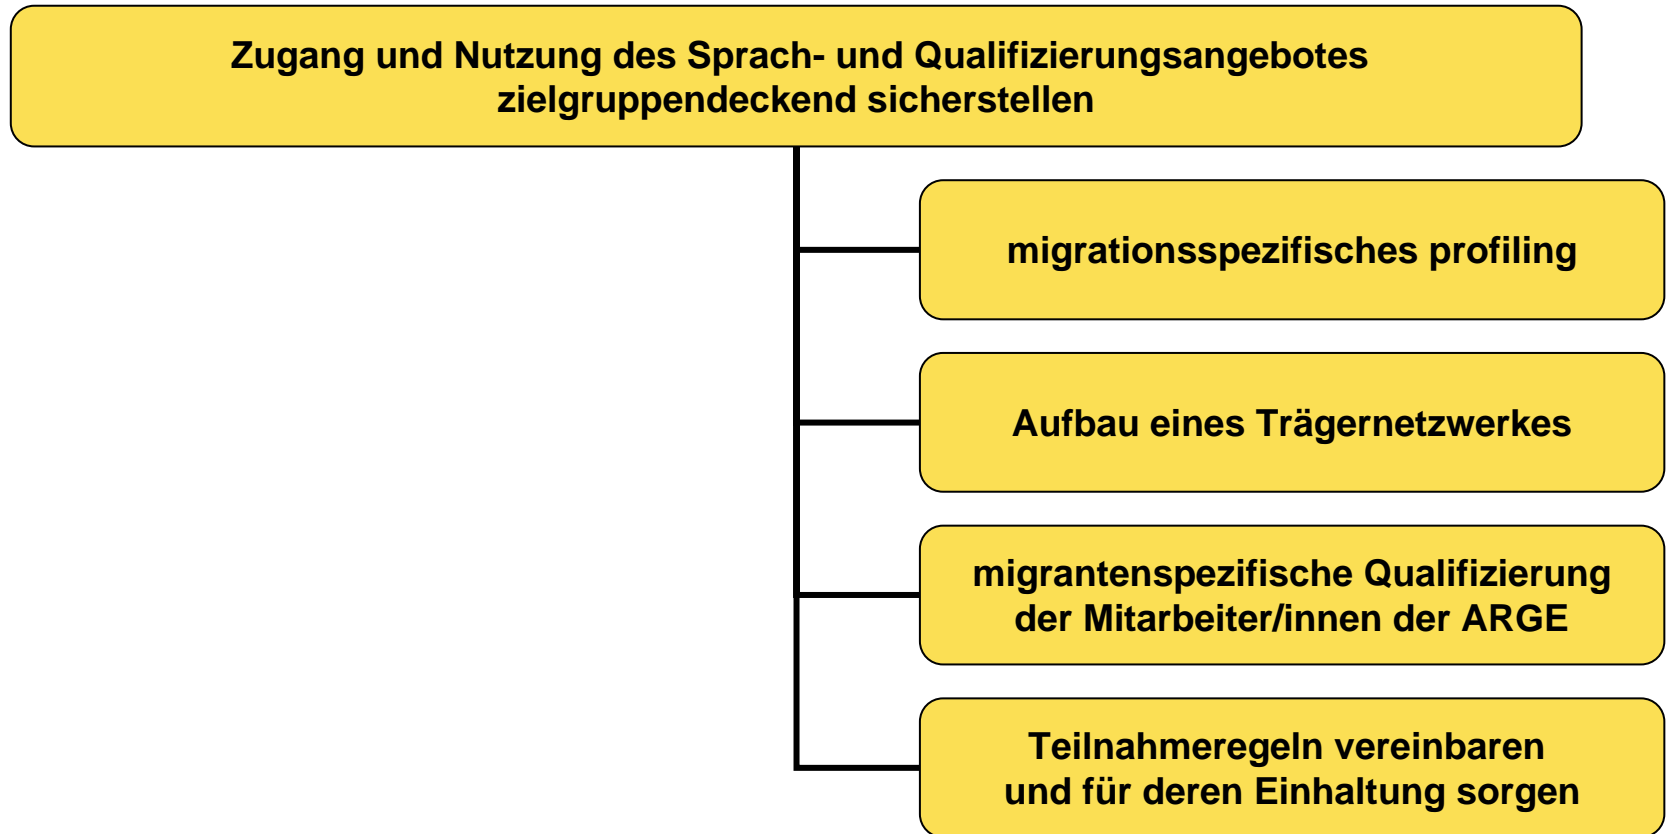 Zugang und Nutzung des Sprach- und Qualifizierungsangebotes
zielgruppendeckend sicherstellen
migrationsspezifisches profiling
Aufbau eines Trägernetzwerkes
migrantenspezifische Qualifizierung
der Mitarbeiter/innen der ARGE
Teilnahmeregeln vereinbaren
und für deren Einhaltung sorgen